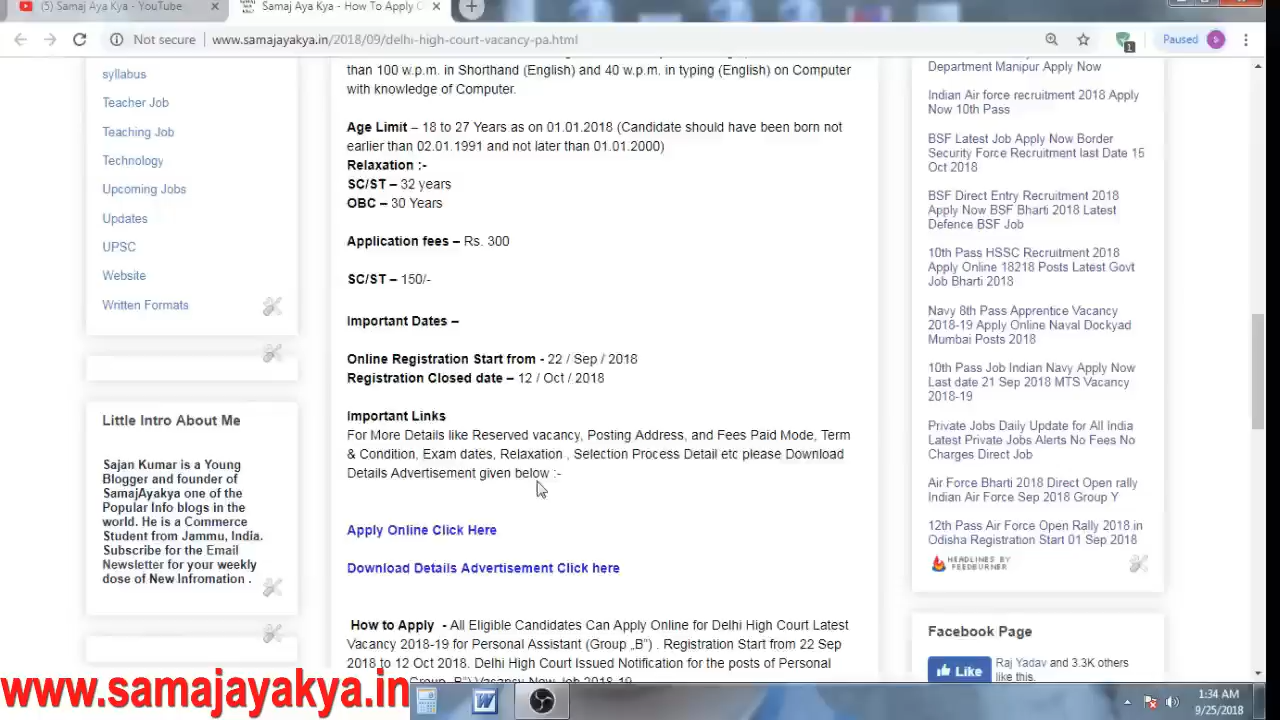 (5) Samaj Aya Kya - YouTube
Samaj Aya Kya - How To Apply
Not secure
www.samajayakya.in/2018/09/delhi-high-court-vacancy-pa.html
Paused
syllabus
Teacher Job
Teaching Job
Technology
Upcoming Jobs
Updates
UPSC
Website
Written Formats
Little Intro About Me
Sajan Kumar is a Young
Blogger and founder of
SamajAyakya one of the
Popular Info blogs in the
world. He is a Commerce
Student from Jammu, India.
Subscribe for the Email
Newsletter for your weekly
dose of New Infromation .
than 100 w.p.m. in Shorthand (English) and 40 w.p.m. in typing (English) on Computer
with knowledge of Computer.
Age Limit – 18 to 27 Years as on 01.01.2018 (Candidate should have been born not
earlier than 02.01.1991 and not later than 01.01.2000)
Relaxation :-
SC/ST – 32 years
OBC – 30 Years
Application fees – Rs. 300
SC/ST – 150/-
Important Dates –
Online Registration Start from - 22 / Sep / 2018
Registration Closed date – 12 / Oct / 2018
Important Links
For More Details like Reserved vacancy, Posting Address, and Fees Paid Mode, Term
& Condition, Exam dates, Relaxation , Selection Process Detail etc please Download
Details Advertisement given below :-
Apply Online Click Here
Download Details Advertisement Click here
How to Apply - All Eligible Candidates Can Apply Online for Delhi High Court Latest
Vacancy 2018-19 for Personal Assistant (Group „B") . Registration Start from 22 Sep
2018 to 12 Oct 2018. Delhi High Court Issued Notification for the posts of Personal
Department Manipur Apply Now
Indian Air force recruitment 2018 Apply
Now 10th Pass
BSF Latest Job Apply Now Border
Security Force Recruitment last Date 15
Oct 2018
BSF Direct Entry Recruitment 2018
Apply Now BSF Bharti 2018 Latest
Defence BSF Job
10th Pass HSSC Recruitment 2018
Apply Online 18218 Posts Latest Govt
Job Bharti 2018
Navy 8th Pass Apprentice Vacancy
2018-19 Apply Online Naval Dockyad
Mumbai Posts 2018
10th Pass Job Indian Navy Apply Now
Last date 21 Sep 2018 MTS Vacancy
2018-19
Private Jobs Daily Update for All India
Latest Private Jobs Alerts No Fees No
Charges Direct Job
Air Force Bharti 2018 Direct Open rally
Indian Air Force Sep 2018 Group Y
12th Pass Air Force Open Rally 2018 in
Odisha Registration Start 01 Sep 2018
HEADLINES BY
FEEDBURNER
Facebook Page
Like
Raj Yadav and 3.3K others
like this.
www.samajayakya.in
1:34 AM
9/25/2018